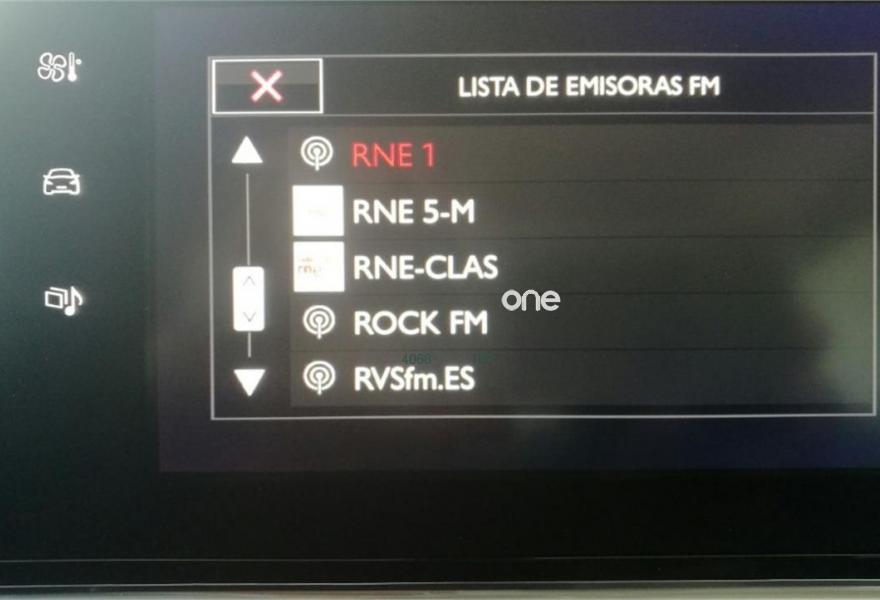 LISTA DE EMISORAS FM
RNE 1
RNE 5-M
RNE-CLAS
one
ROCK FM
RVSfm.ES